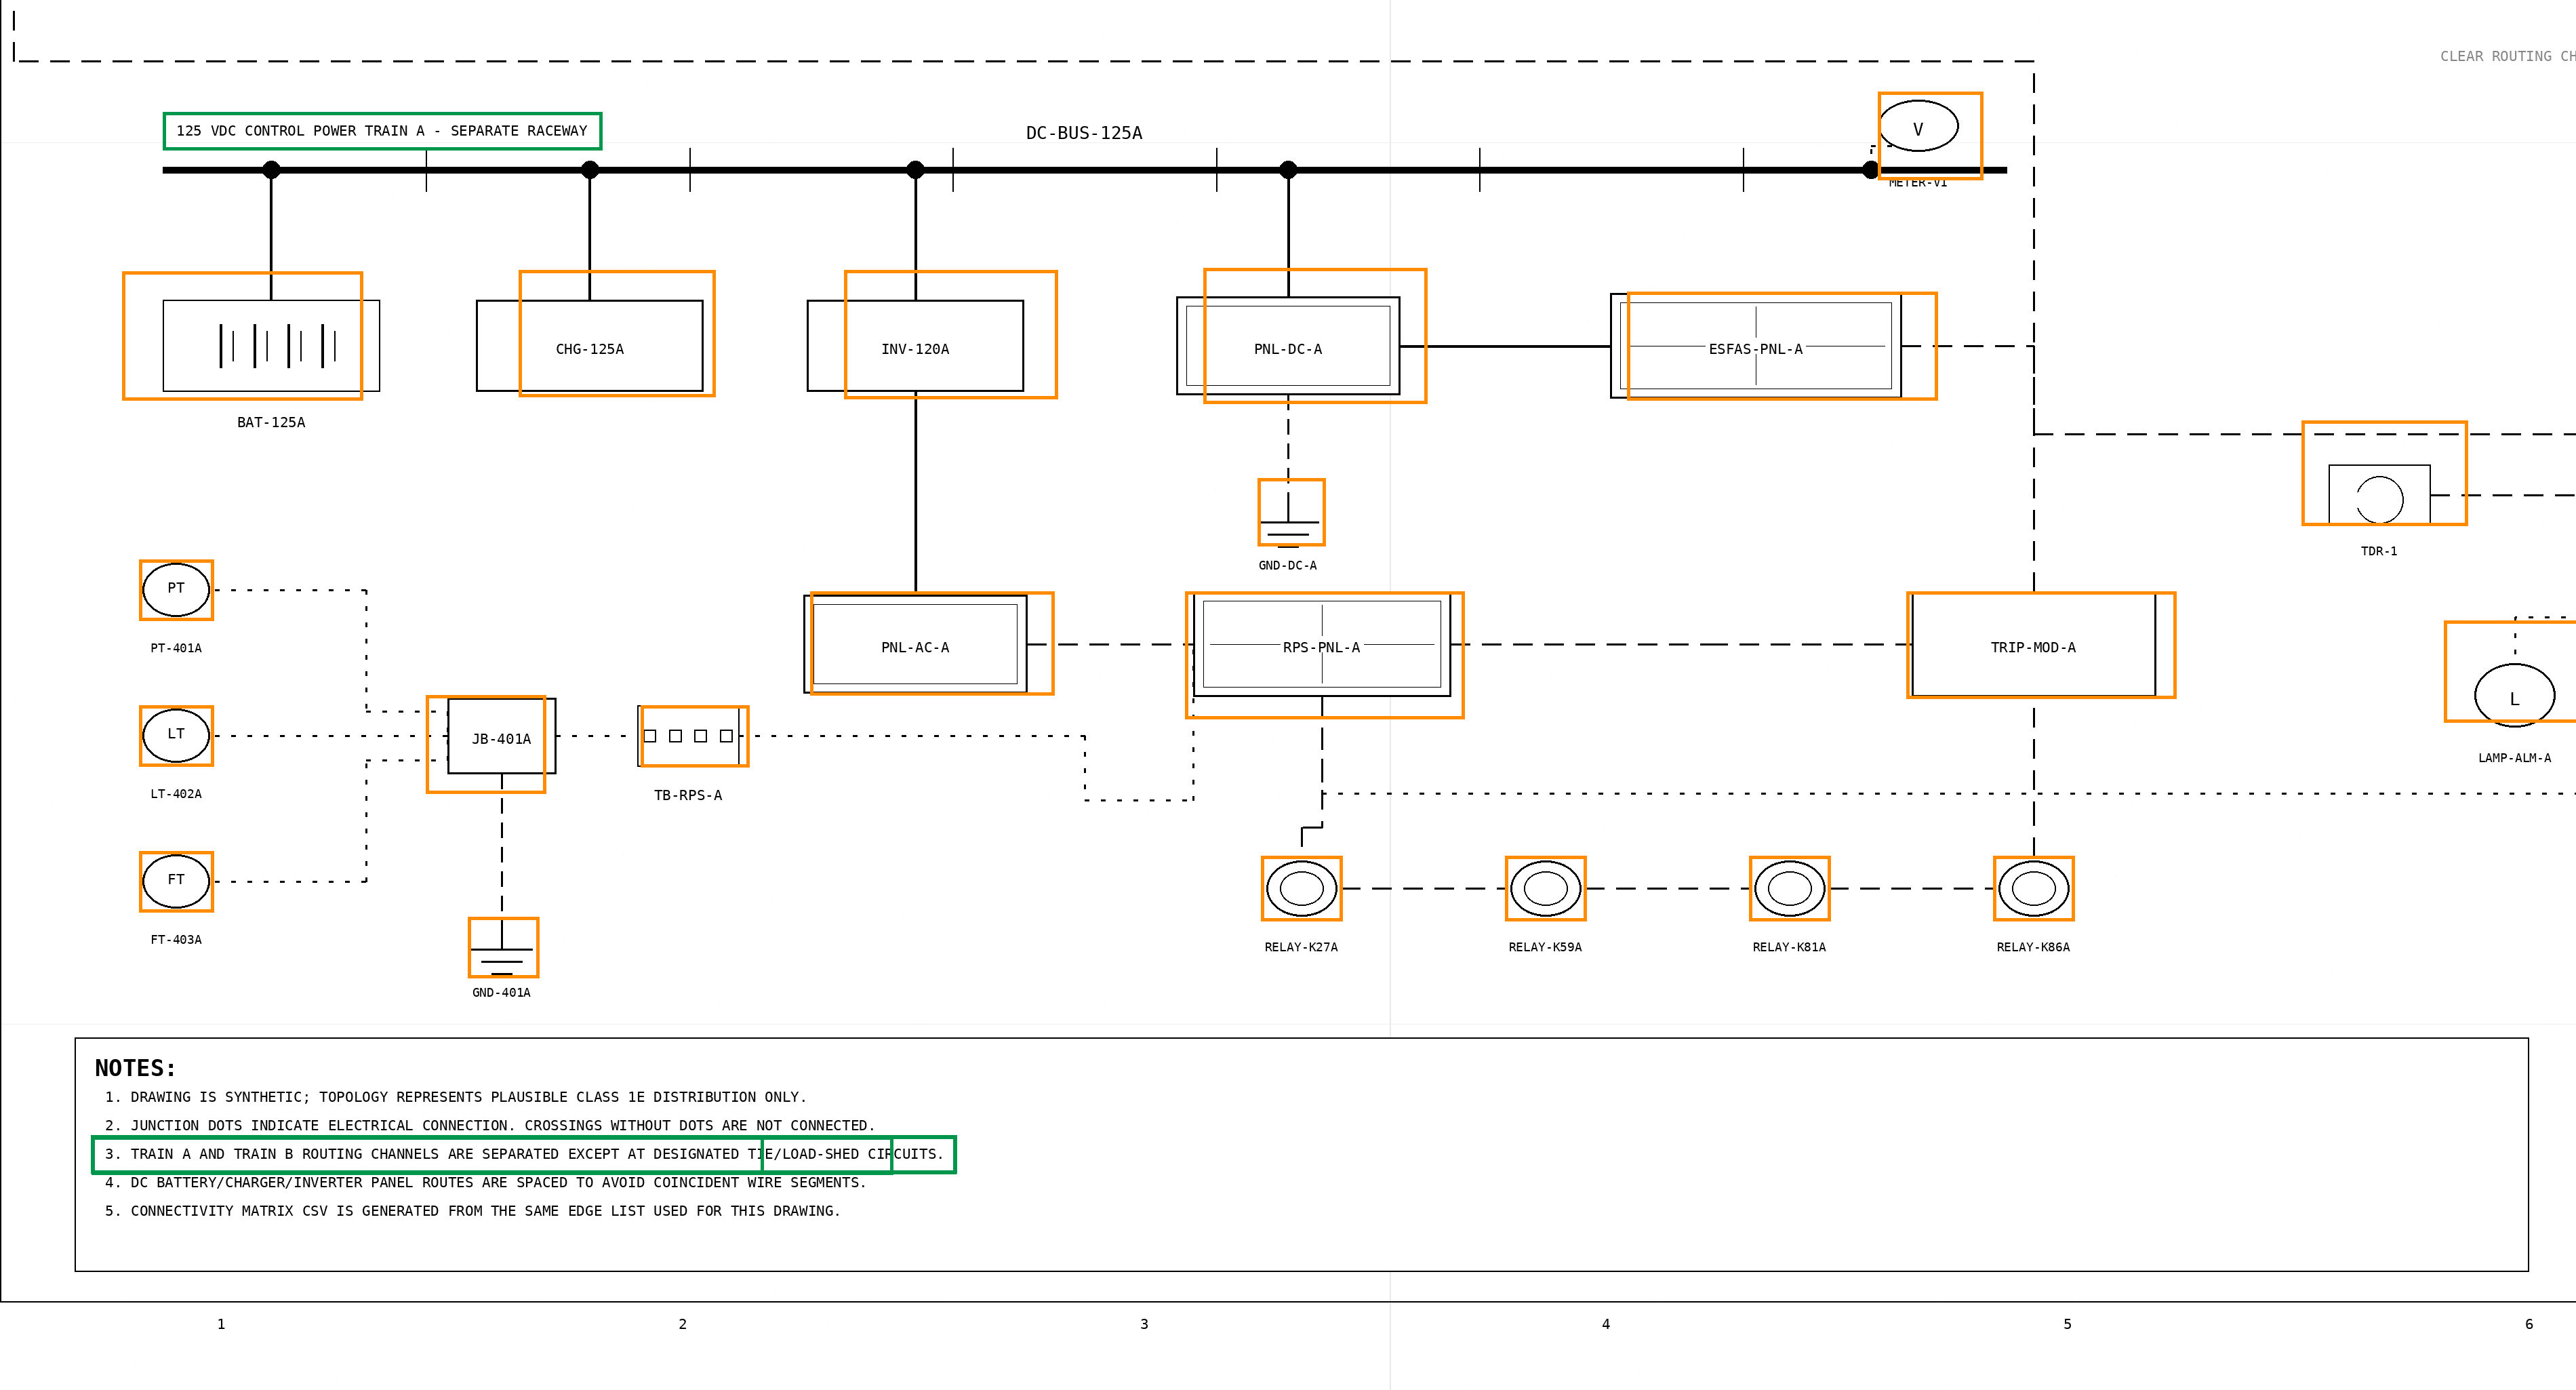 CLEAR ROUTING CH
125 VDC CONTROL POWER TRAIN A - SEPARATE RACEWAY
DC-BUS-125A
V
METER-V1
CHG-125A
INV-120A
PNL-DC-A
ESFAS-PNL-A
BAT-125A
TDR-1
GND-DC-A
PT
PT-401A
PNL-AC-A
RPS-PNL-A
TRIP-MOD-A
L
LAMP-ALM-A
LT
LT-402A
JB-401A
TB-RPS-A
FT
FT-403A
RELAY-K27A
RELAY-K59A
RELAY-K81A
RELAY-K86A
GND-401A
NOTES:
1. DRAWING IS SYNTHETIC; TOPOLOGY REPRESENTS PLAUSIBLE CLASS 1E DISTRIBUTION ONLY.
2. JUNCTION DOTS INDICATE ELECTRICAL CONNECTION. CROSSINGS WITHOUT DOTS ARE NOT CONNECTED.
3. TRAIN A AND TRAIN B ROUTING CHANNELS ARE SEPARATED EXCEPT AT DESIGNATED TIE/LOAD-SHED CIRCUITS.
4. DC BATTERY/CHARGER/INVERTER PANEL ROUTES ARE SPACED TO AVOID COINCIDENT WIRE SEGMENTS.
5. CONNECTIVITY MATRIX CSV IS GENERATED FROM THE SAME EDGE LIST USED FOR THIS DRAWING.
1 2 3 4 5 6